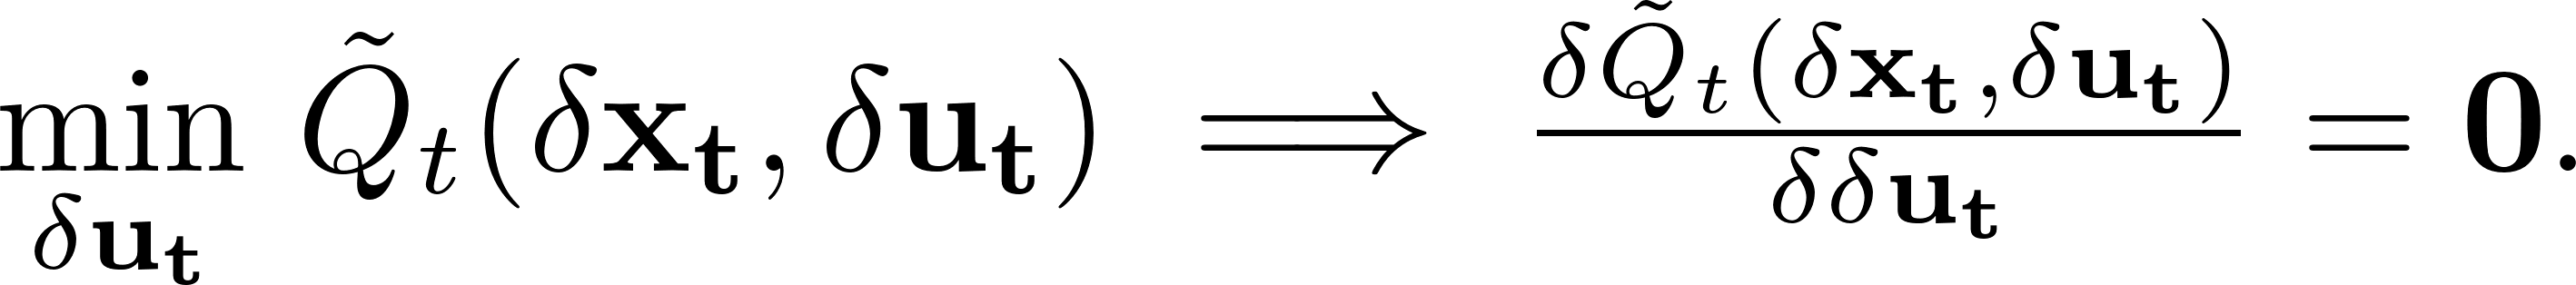 \min_{\delta \mathbf{u_t}} \tilde{Q}_t(\delta \mathbf{x_t}, \delta \mathbf{u_t}) \implies \frac{\delta \tilde{Q}_t(\delta \mathbf{x_t}, \delta \mathbf{u_t})}{\delta \delta \mathbf{u_t}} = \mathbf{0}.